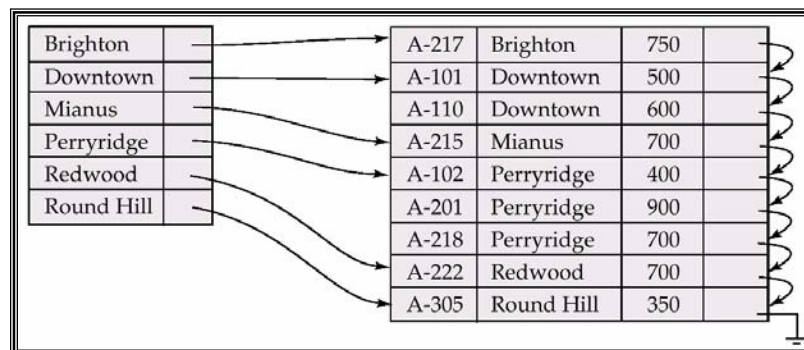 Brighton
Downtown
Mianus
Perryridge
Redwood
Round Hill
A-217 Brighton 750
A-101 Downtown 500
A-110 Downtown 600
A-215 Mianus 700
A-102 Perryridge 400
A-201 Perryridge 900
A-218 Perryridge 700
A-222 Redwood 700
A-305 Round Hill 350